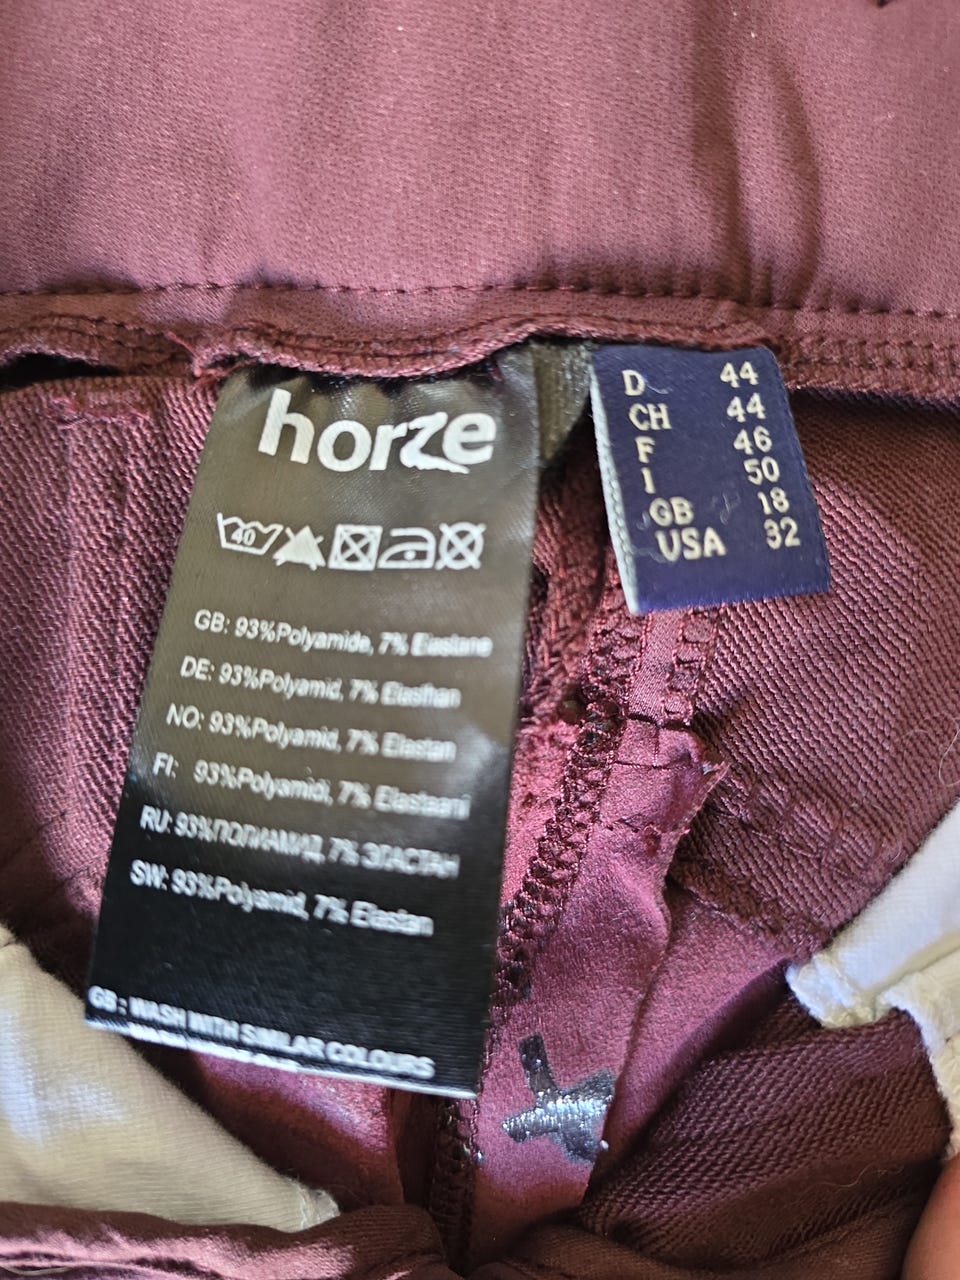 horze
40
GB: 93%Polyamide, 7% Elastane
DE: 93%Polyamid, 7% Elasthan
NO: 93%Polyamid, 7% Elastan
FI: 93%Polyamidi, 7% Elastaani
RU: 93%ПОЛИАМИД, 7% ЭЛАСТАН
SW: 93%Polyamid, 7% Elastan
GB : WASH WITH SIMILAR COLOURS
D 44
CH 44
F 46
I 50
GB 18
USA 32